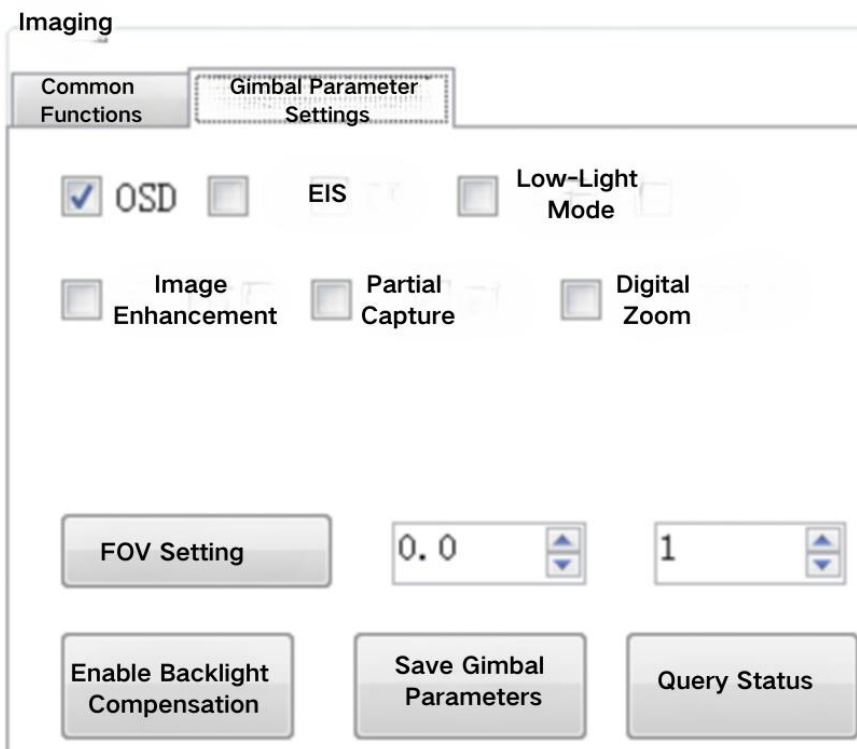 Imaging
Common
Functions
Gimbal Parameter
Settings
OSD
EIS
Low-Light
Mode
Image
Enhancement
Partial
Capture
Digital
Zoom
FOV Setting
0.0
1
Enable Backlight
Compensation
Save Gimbal
Parameters
Query Status